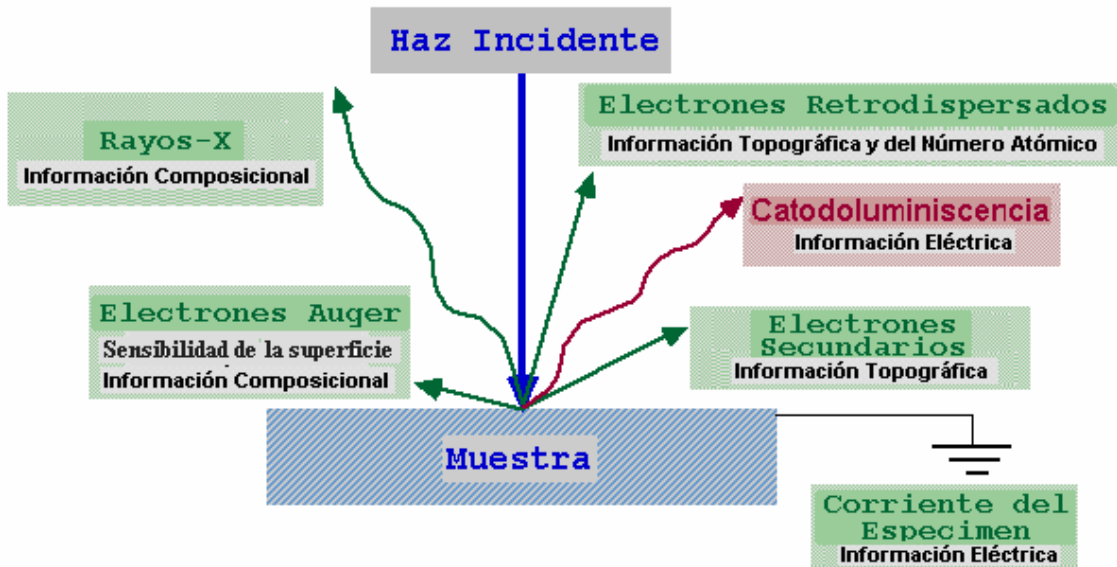 Haz Incidente
Rayos-X
Información Composicional
Electrones Retrodispersados
Información Topográfica y del Número Atómico
Catodoluminiscencia
Información Eléctrica
Electrones Auger
Sensibilidad de la superficie
Información Composicional
Electrones
Secundarios
Información Topográfica
Muestra
Corriente del
Especimen
Información Eléctrica